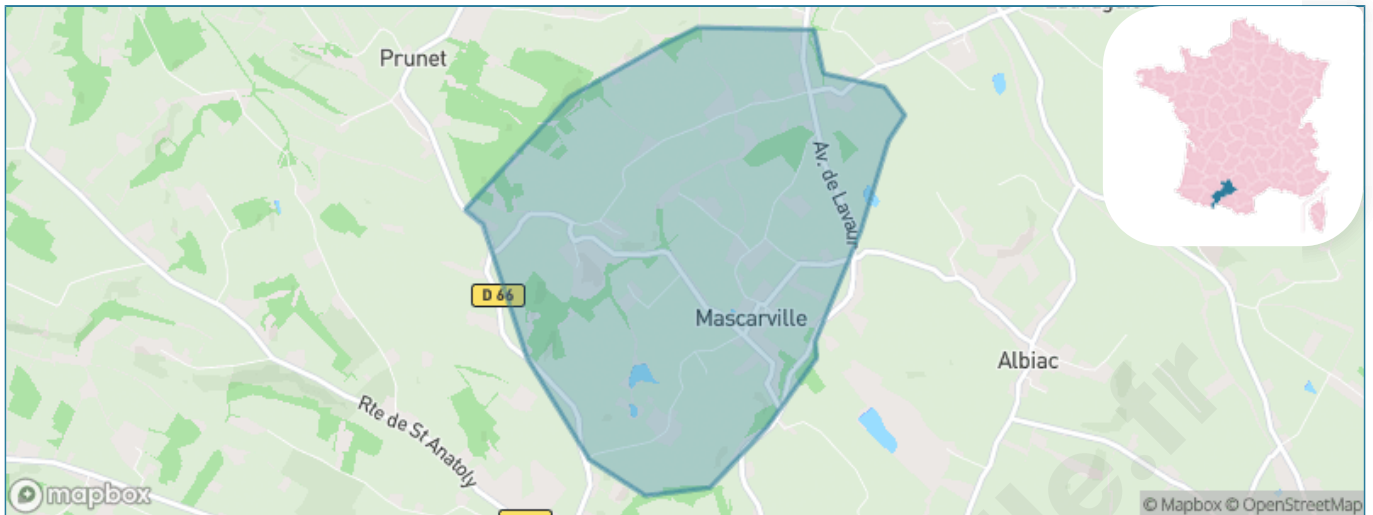 Prunet
Av. de Lavaur
D 66
Mascarville
Albiac
Rte de St Anatoly
mapbox
© Mapbox © OpenStreetMap